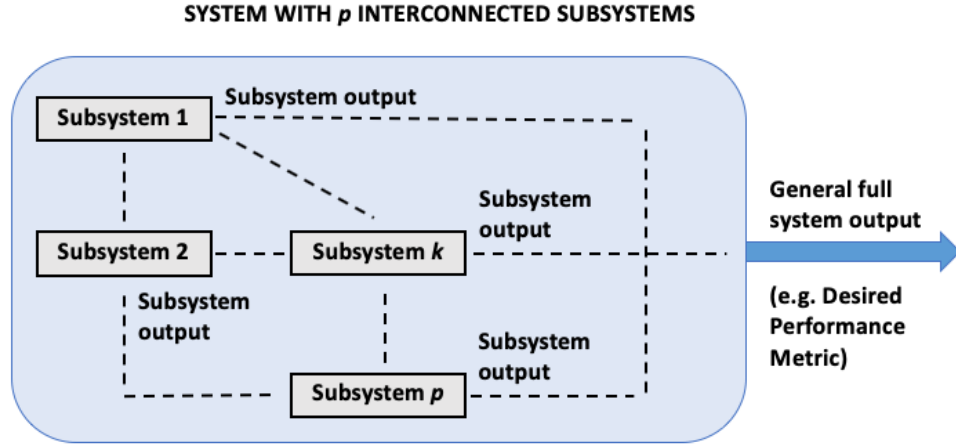 SYSTEM WITH p INTERCONNECTED SUBSYSTEMS
Subsystem output
Subsystem 1
Subsystem
output
General full
system output
Subsystem 2
Subsystem k
Subsystem
output
(e.g. Desired
Performance
Metric)
Subsystem
output
Subsystem p